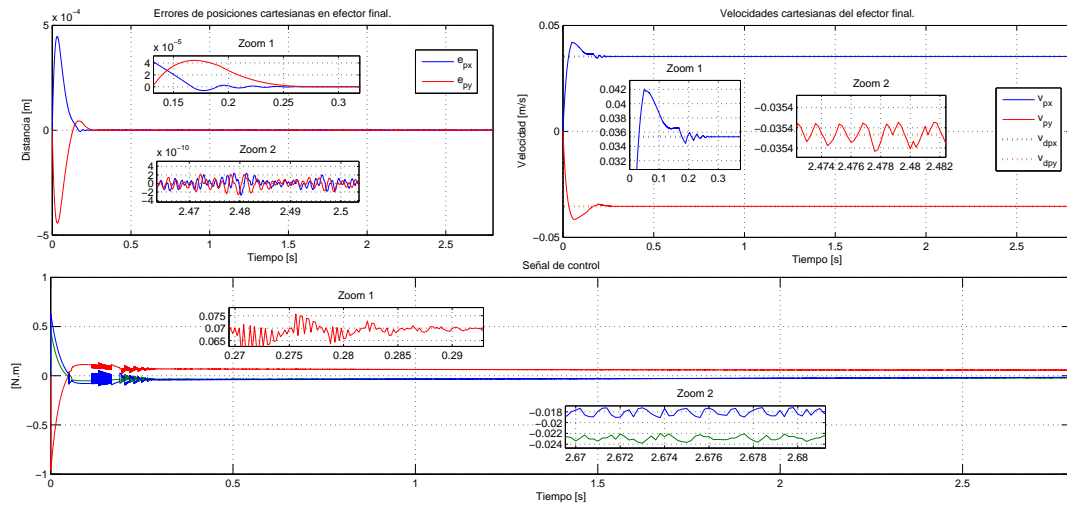 Errores de posiciones cartesianas en efector final.
5 x 10⁻⁴
0
−5
Distancia [m]
0 0.5 1 1.5 2 2.5
Tiempo [s]
Zoom 1
x 10⁻⁵
4
2
0
0.15 0.2 0.25 0.3
e_px
e_py
Zoom 2
x 10⁻¹⁰
4
2
0
−2
−4
2.47 2.480 2.49 2.5
Velocidades cartesianas del efector final.
0.05
0
−0.05
Velocidad [m/s]
0 0.5 1 1.5 2 2.5
Tiempo [s]
Zoom 1
0.042
0.039
0.036
0.033
0 0.1 0.2 0.3
Zoom 2
−0.0354
−0.0354
−0.0354
2.474 2.476 2.478 2.48 2.482
v_px
v_py
v_dpx
v_dpy
Señal de control
1
0.5
0
−0.5
−1
[N.m]
0 0.5 1 1.5 2 2.5
Tiempo [s]
Zoom 1
0.075
0.07
0.065
0.27 0.275 0.28 0.285 0.29
Zoom 2
−0.018
−0.02
−0.022
−0.024
2.67 2.672 2.674 2.676 2.678 2.68